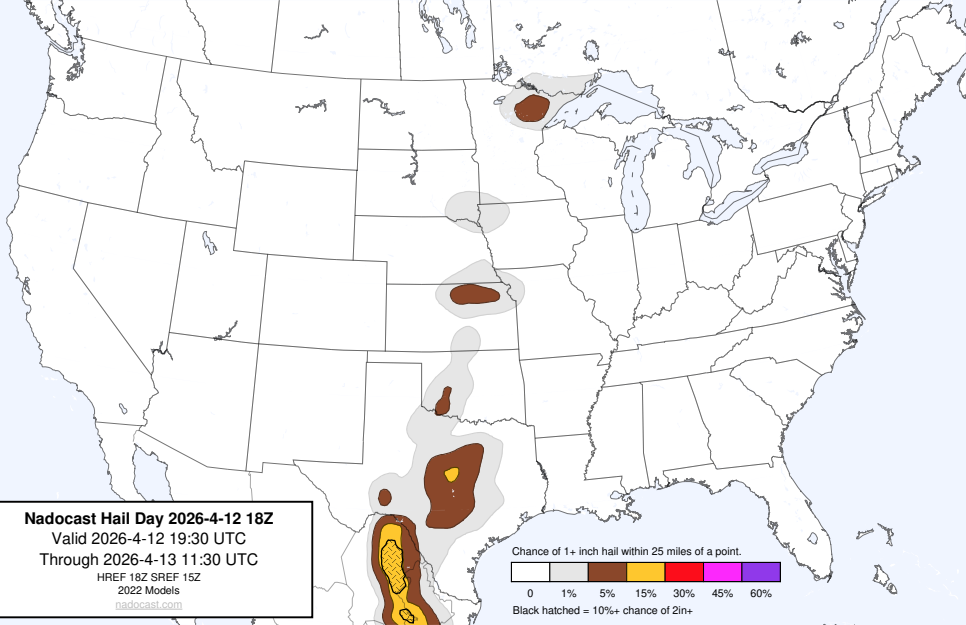 Nadocast Hail Day 2026-4-12 18Z
Valid 2026-4-12 19:30 UTC
Through 2026-4-13 11:30 UTC
HREF 18Z SREF 15Z
2022 Models
nadocast.com
Chance of 1+ inch hail within 25 miles of a point.
0 1% 5% 15% 30% 45% 60%
Black hatched = 10%+ chance of 2in+